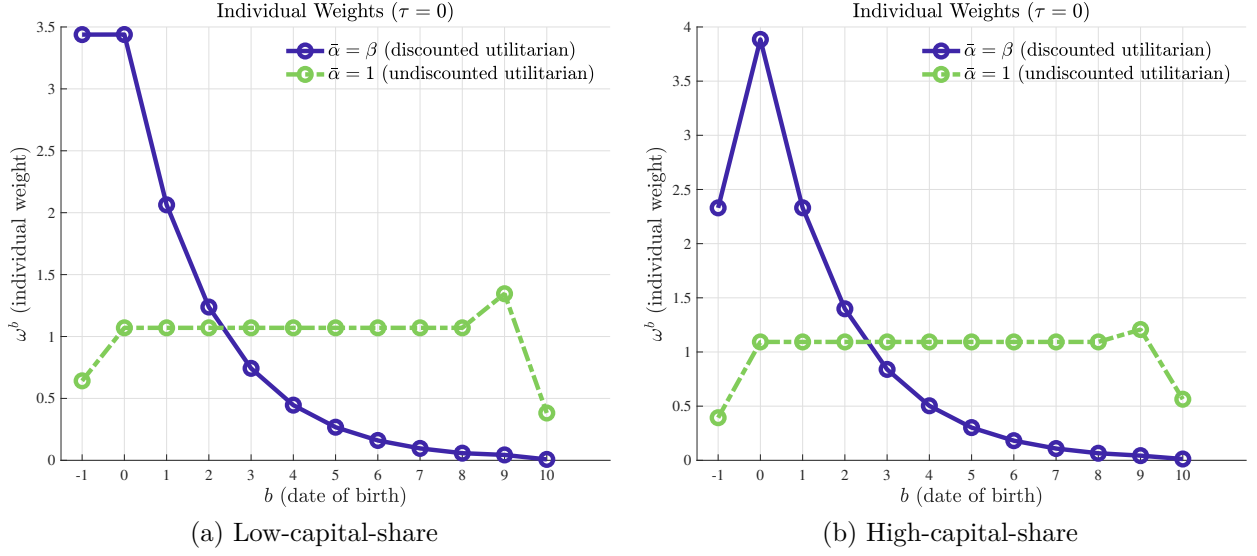 Individual Weights (τ = 0)
3.5
3
2.5
2
1.5
1
0.5
0
ω^b (individual weight)
ᾱ = β (discounted utilitarian)
ᾱ = 1 (undiscounted utilitarian)
-1 0 1 2 3 4 5 6 7 8 9 10
b (date of birth)
(a) Low-capital-share
Individual Weights (τ = 0)
4
3.5
3
2.5
2
1.5
1
0.5
0
ω^b (individual weight)
ᾱ = β (discounted utilitarian)
ᾱ = 1 (undiscounted utilitarian)
-1 0 1 2 3 4 5 6 7 8 9 10
b (date of birth)
(b) High-capital-share